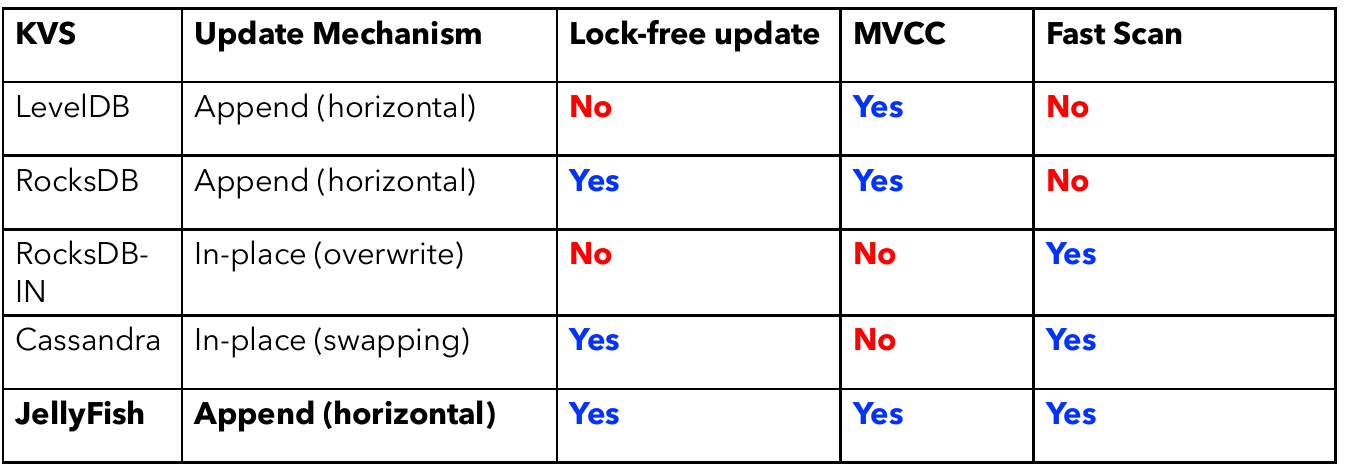 KVS Update Mechanism Lock-free update MVCC Fast Scan
LevelDB Append (horizontal) No Yes No
RocksDB Append (horizontal) Yes Yes No
RocksDB- In-place (overwrite) No No Yes
IN
Cassandra In-place (swapping) Yes No Yes
JellyFish Append (horizontal) Yes Yes Yes